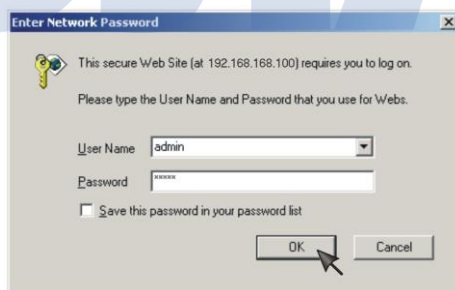 Enter Network Password
This secure Web Site (at 192.168.168.100) requires you to log on.
Please type the User Name and Password that you use for Webs.
User Name admin
Password xxxxx
Save this password in your password list
OK Cancel